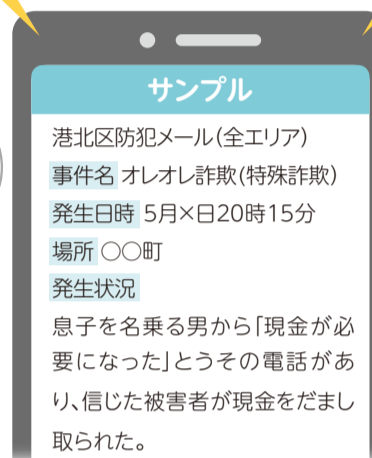 サンプル
港北区防犯メール(全エリア)
事件名 オレオレ詐欺(特殊詐欺)
発生日時 5月×日20時15分
場所 〇〇町
発生状況
息子を名乗る男から「現金が必
要になった」とうその電話があ
り、信じた被害者が現金をだまし
取られた。